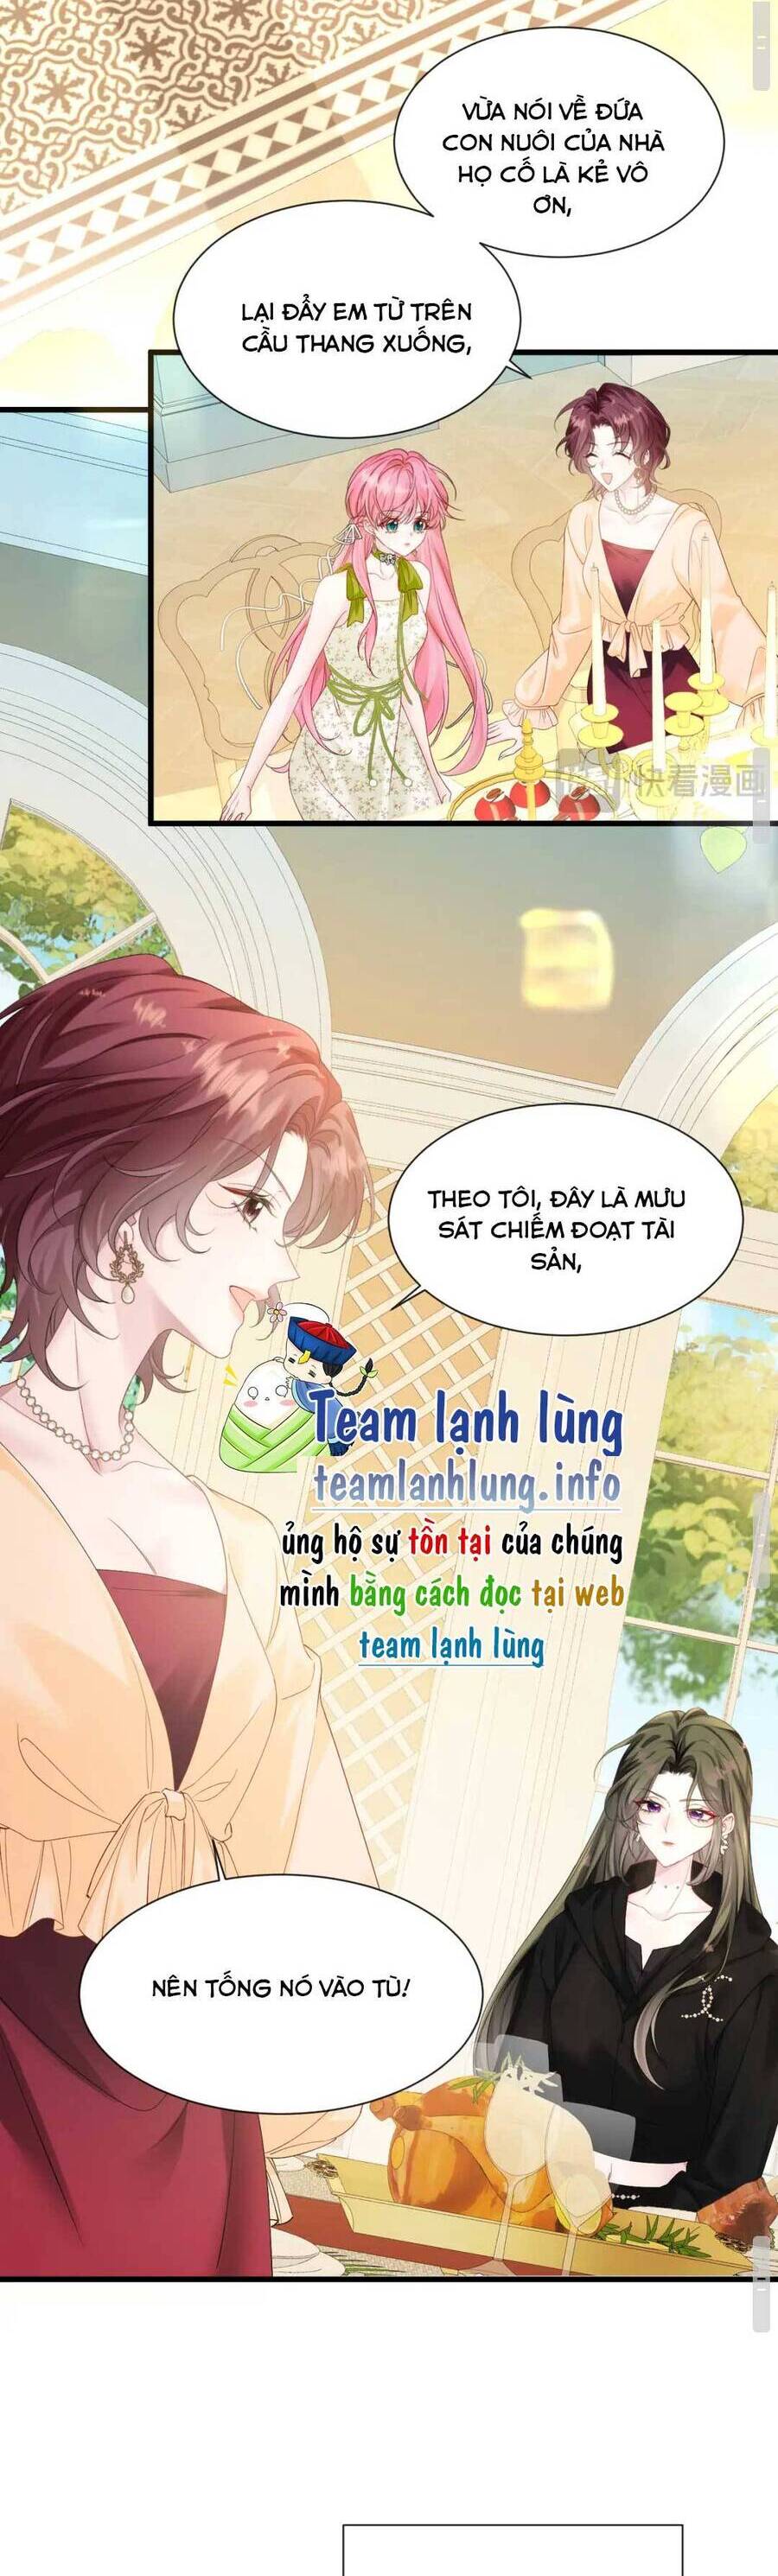 VỪA NÓI VỀ ĐỨA
CON NUÔI CỦA NHÀ
HỌ CỐ LÀ KẺ VÔ
ƠN,
LẠI ĐẨY EM TỪ TRÊN
CẦU THANG XUỐNG,
快看漫画
THEO TÔI, ĐÂY LÀ MƯU
SÁT CHIẾM ĐOẠT TÀI
SẢN,
Team lạnh lùng
teamlanhlung.info
ủng hộ sự tồn tại của chúng
mình bằng cách đọc tại web
team lạnh lùng
NÊN TỐNG NÓ VÀO TÙ!